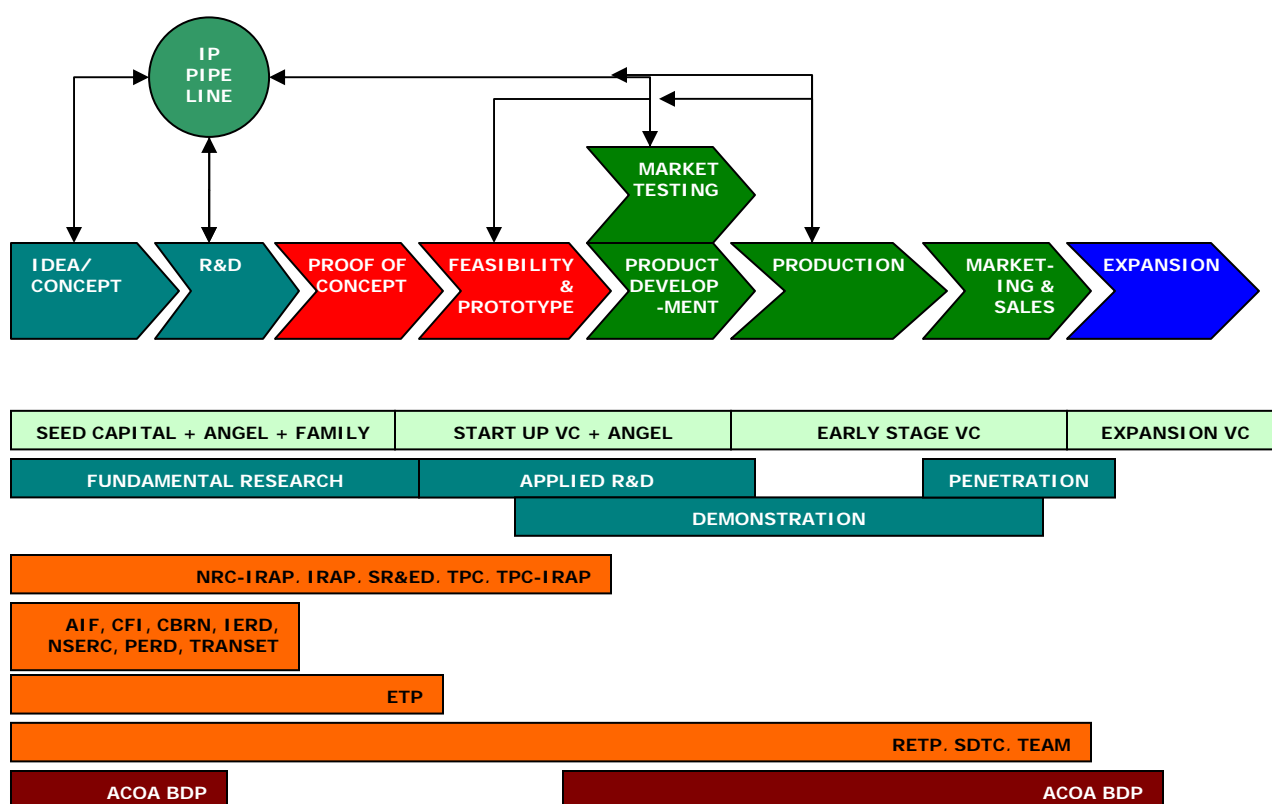 IP
PIPE
LINE
MARKET
TESTING
IDEA/
CONCEPT
R&D
PROOF OF
CONCEPT
FEASIBILITY
&
PROTOTYPE
PRODUCT
DEVELOP
-MENT
PRODUCTION
MARKET-
ING &
SALES
EXPANSION
SEED CAPITAL + ANGEL + FAMILY
START UP VC + ANGEL
EARLY STAGE VC
EXPANSION VC
FUNDAMENTAL RESEARCH
APPLIED R&D
PENETRATION
DEMONSTRATION
NRC-IRAP. IRAP. SR&ED. TPC. TPC-IRAP
AIF, CFI, CBRN, IERD,
NSERC, PERD, TRANSET
ETP
RETP. SDTC. TEAM
ACOA BDP
ACOA BDP